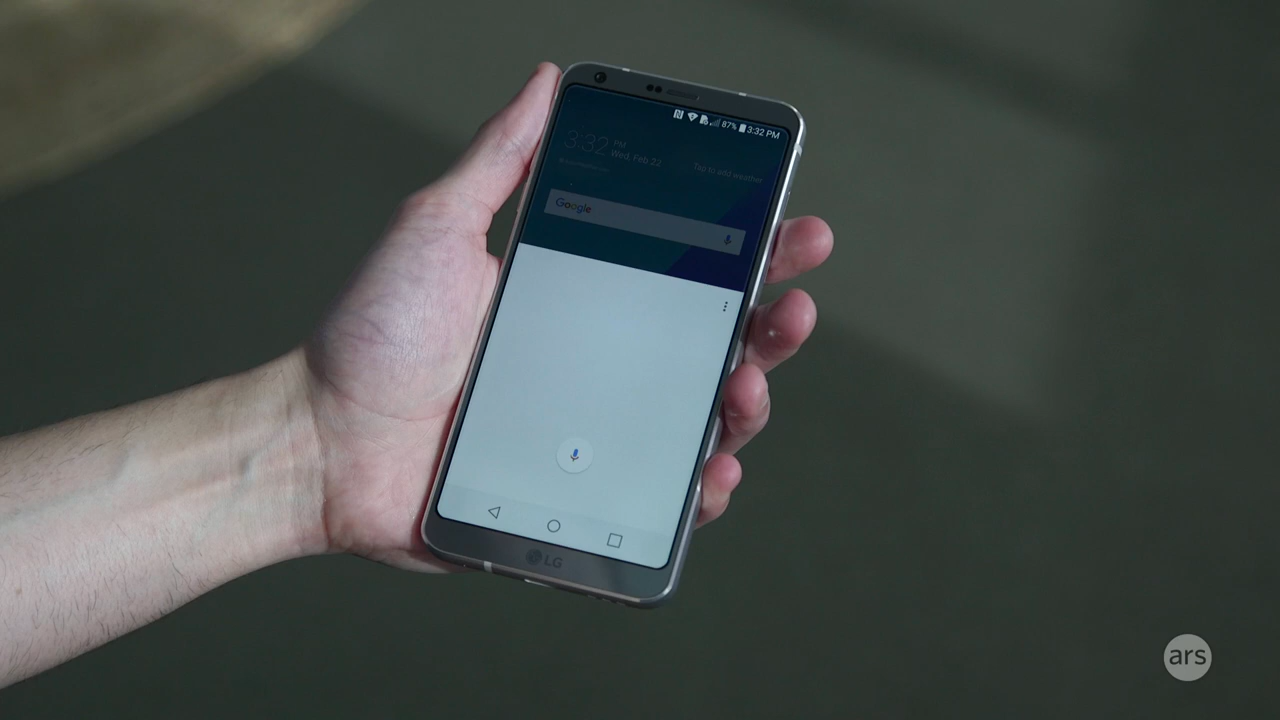 87% 3:32 PM
3:32 PM
Wed, Feb 22
Tap to add weather
Google
LG
ars